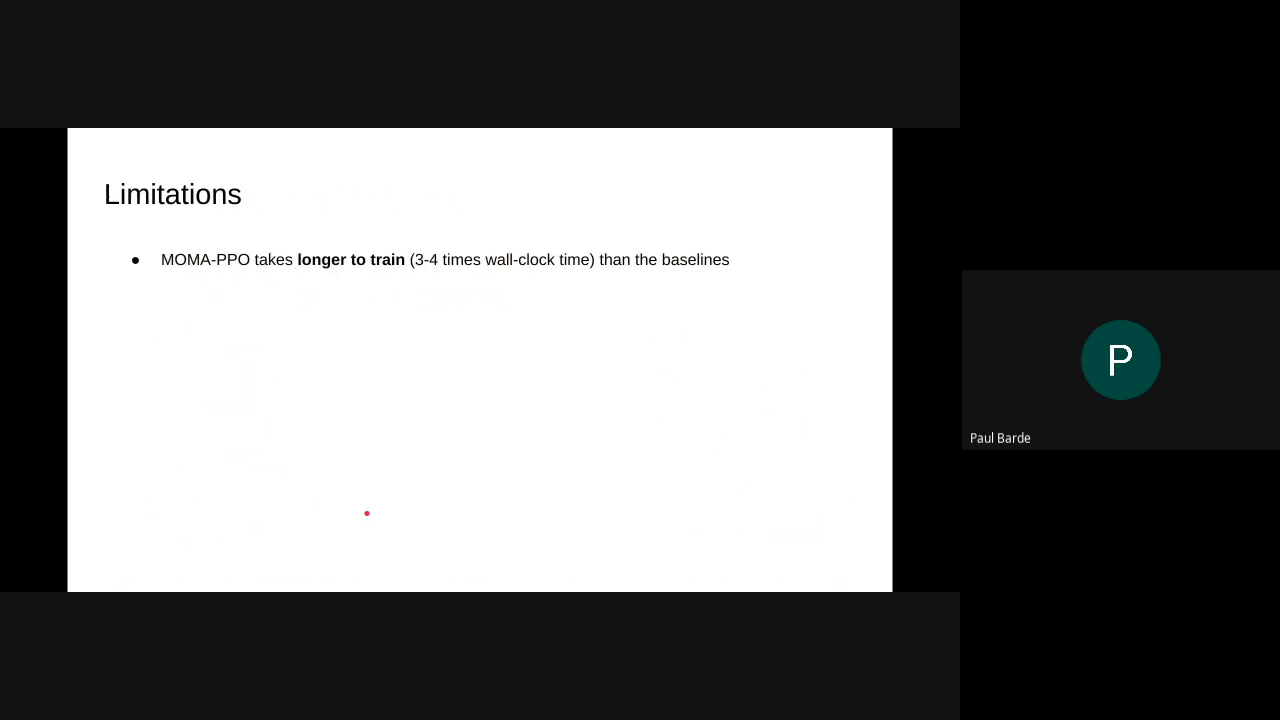 Limitations
● MOMA-PPO takes longer to train (3-4 times wall-clock time) than the baselines
P
Paul Barde